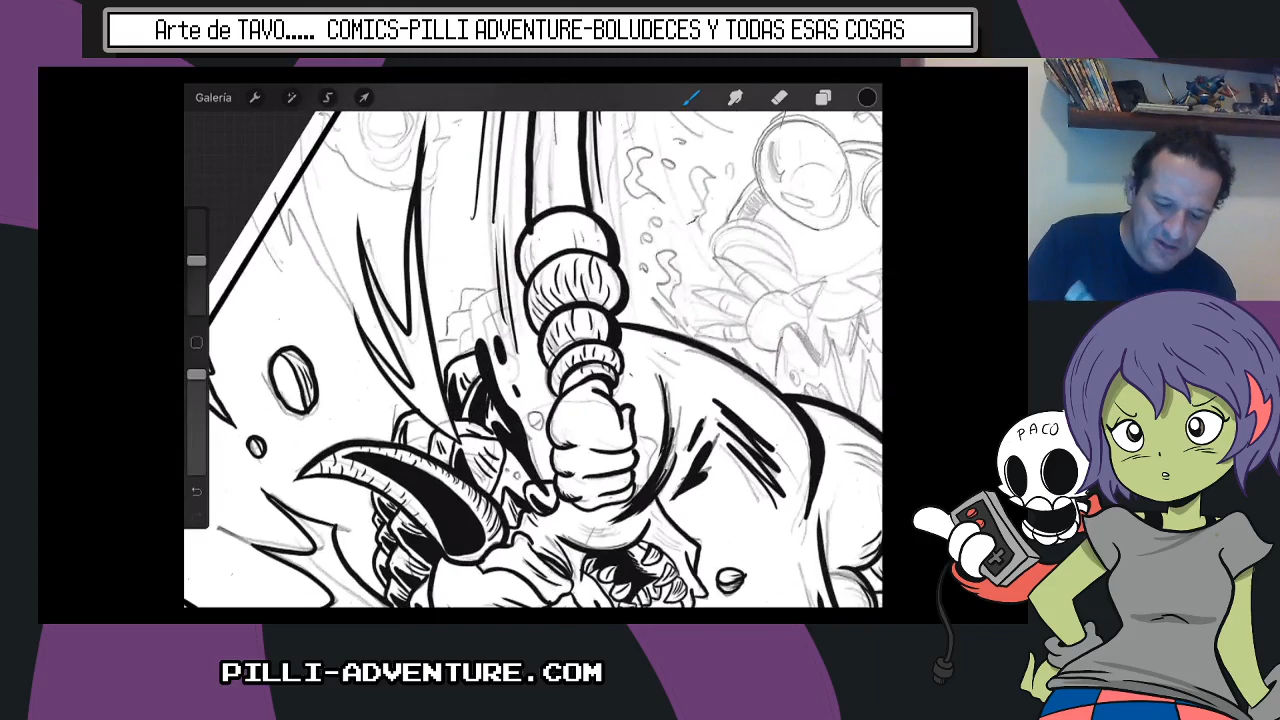 Arte de TAVO..... COMICS-PILLI ADVENTURE-BOLUDECES Y TODAS ESAS COSAS
Galería
PACO
PILLI-ADVENTURE.COM